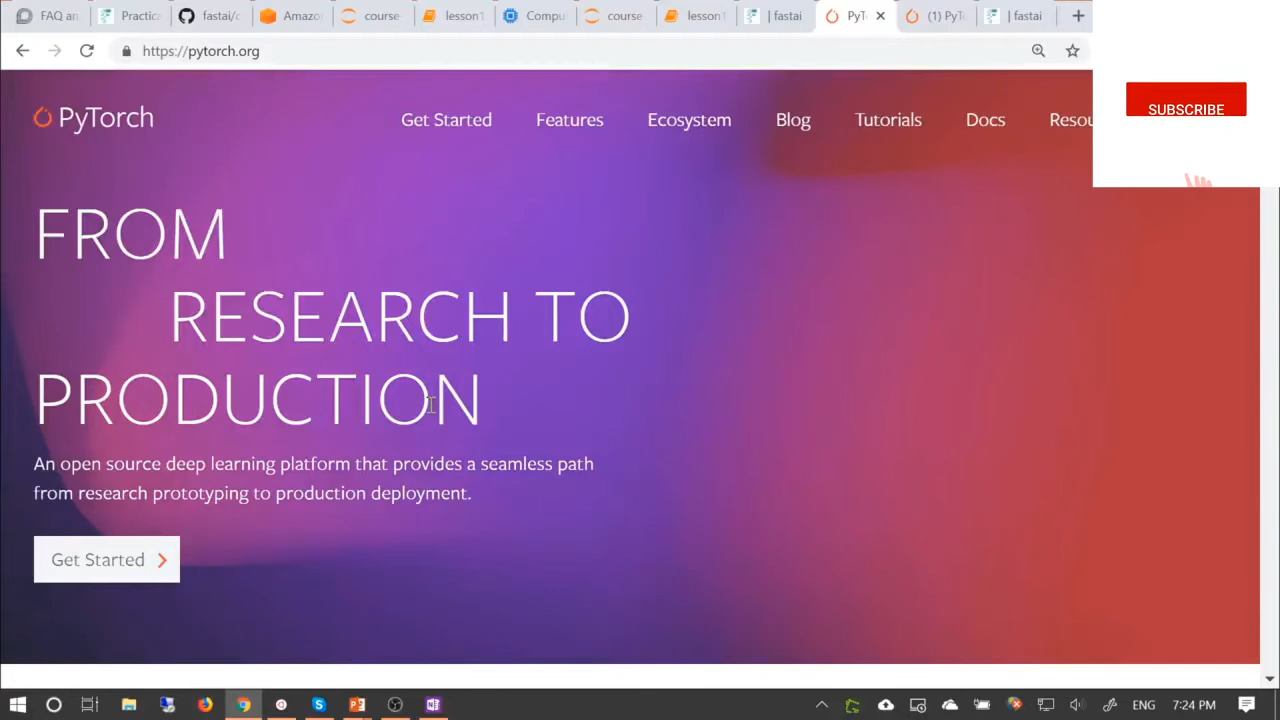 FAQ an
Practica
fastai/c
Amazon
course
lesson1
Compu
course
lesson1
| fastai
PyT
(1) PyT
| fastai
https://pytorch.org
SUBSCRIBE
PyTorch
Get Started
Features
Ecosystem
Blog
Tutorials
Docs
Resou
FROM
RESEARCH TO
PRODUCTION
An open source deep learning platform that provides a seamless path
from research prototyping to production deployment.
Get Started
ENG
7:24 PM